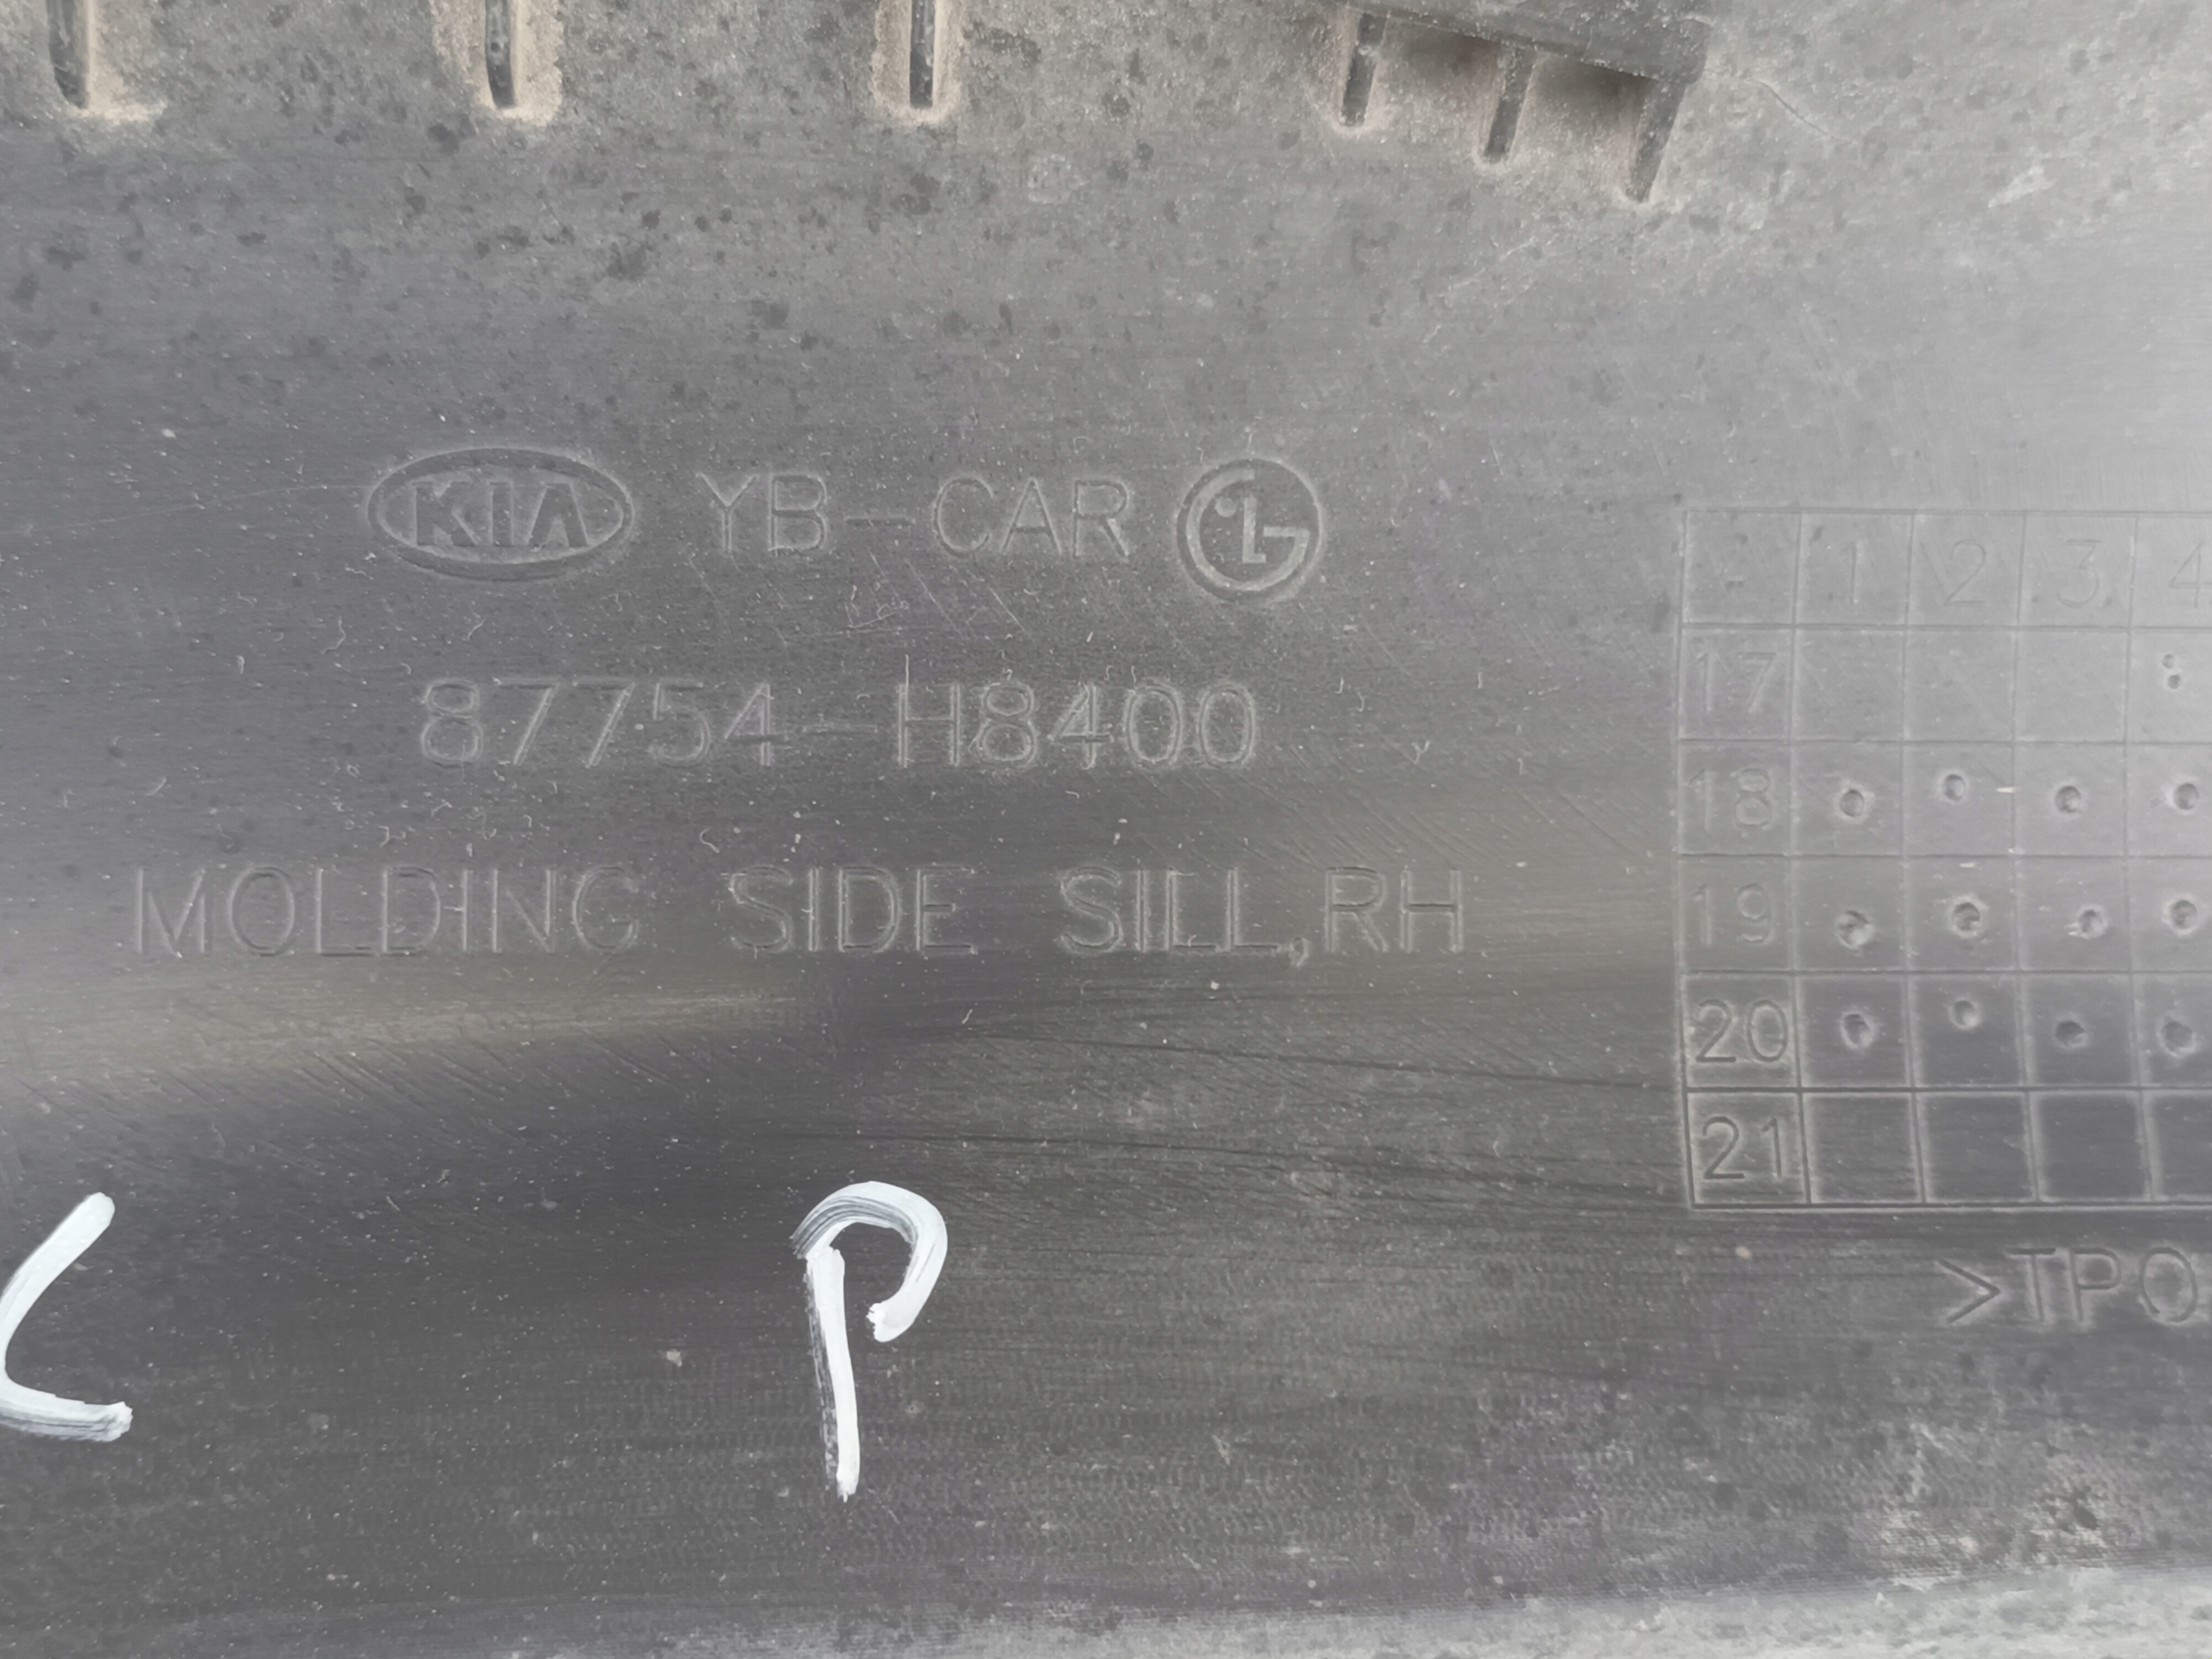 KIA YB-CAR LG
87754-H8400
MOLDING SIDE SILL,RH
1 2 3 4
17
18
19
20
21
>TPO
P